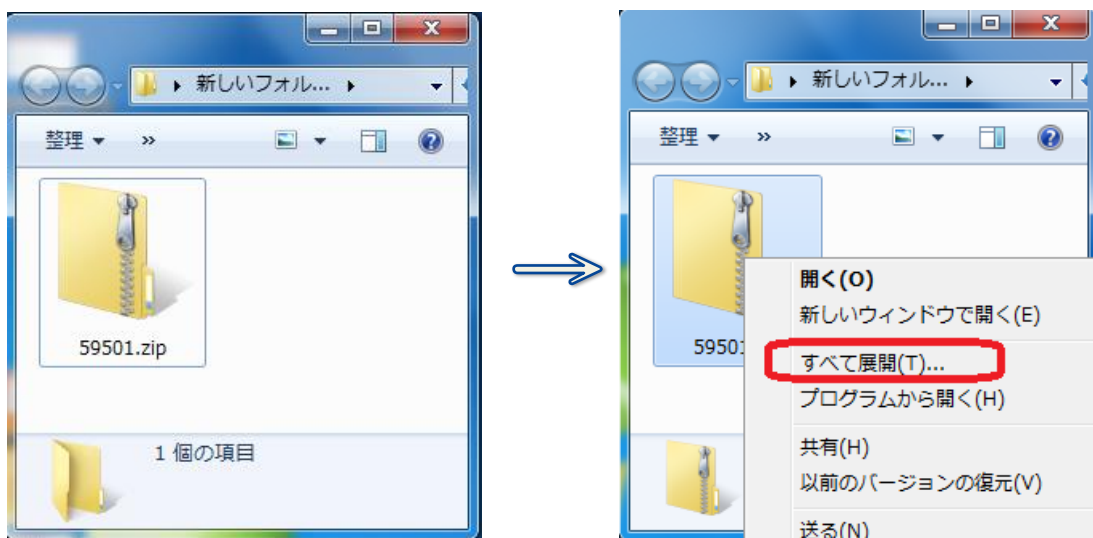 新しいフォル...
整理
»
59501.zip
1 個の項目
新しいフォル...
整理
»
59501
開く(O)
新しいウィンドウで開く(E)
すべて展開(T)...
プログラムから開く(H)
共有(H)
以前のバージョンの復元(V)
送る(N)